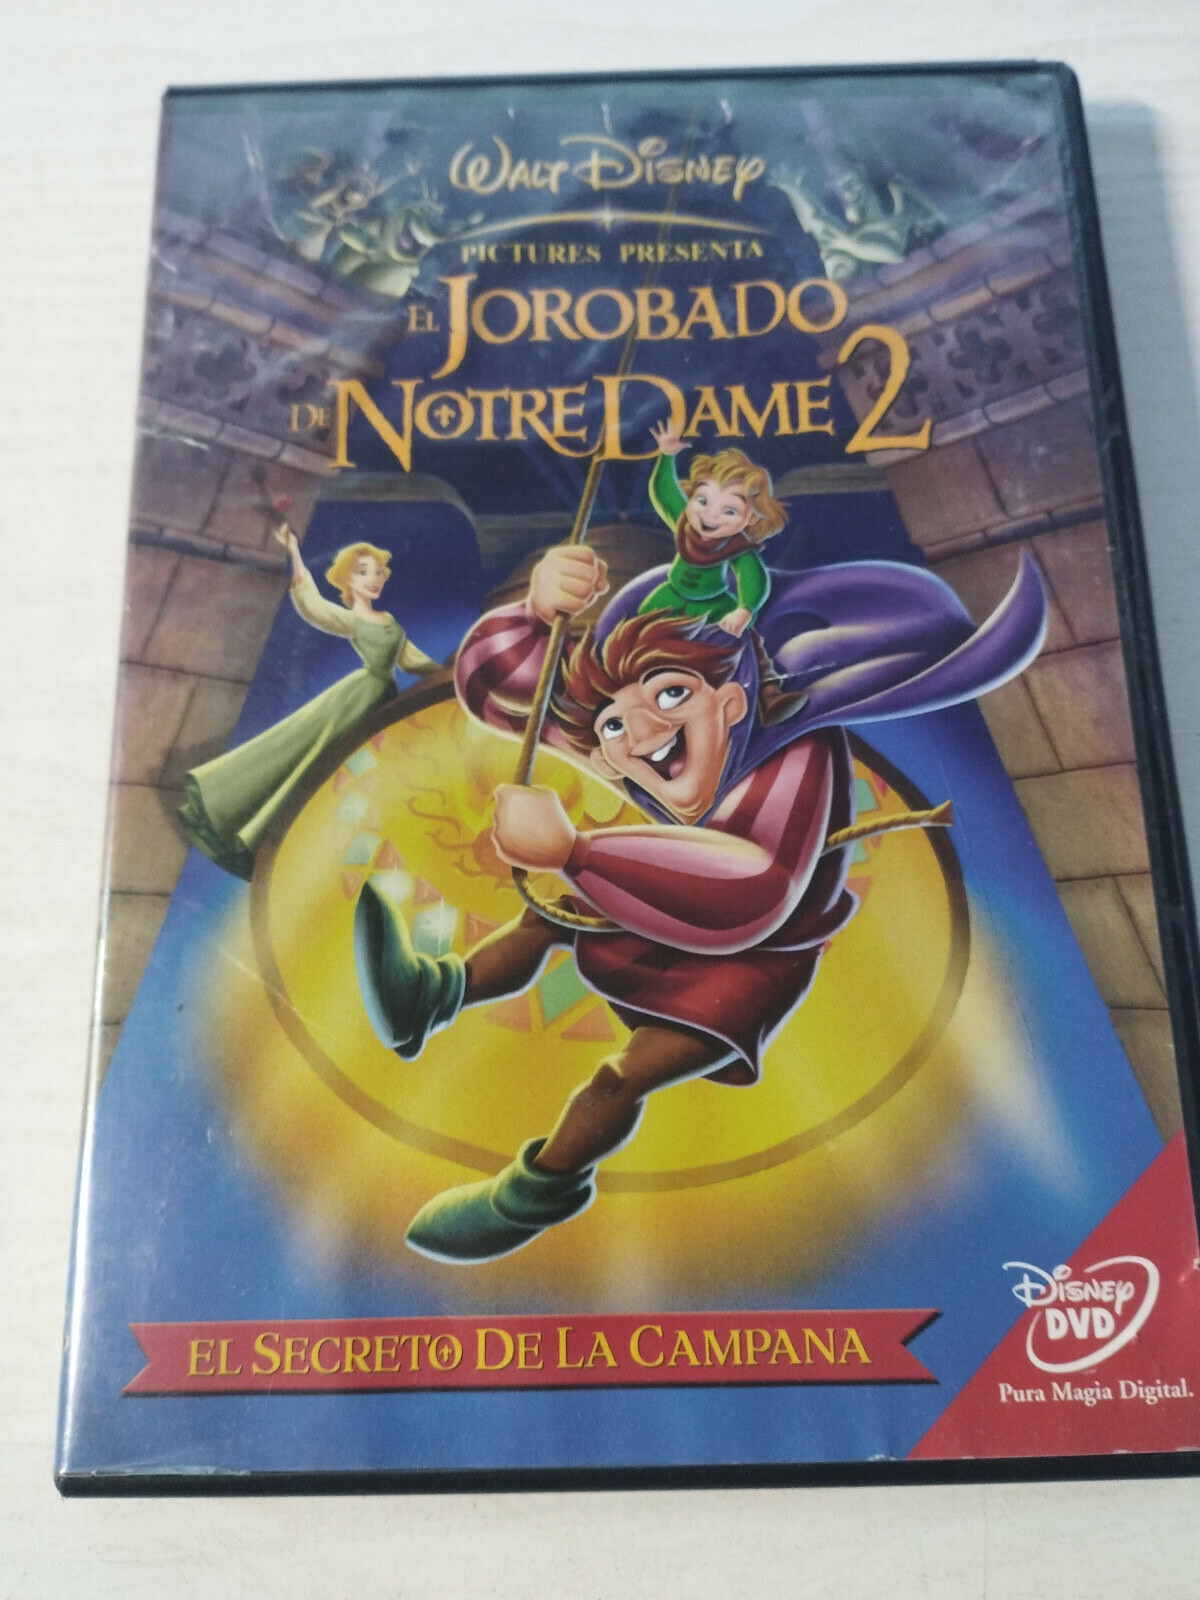 WALT DISNEY
PICTURES PRESENTA
EL JOROBADO
DE NOTRE DAME 2
EL SECRETO DE LA CAMPANA
DISNEY
DVD
Pura Magia Digital.